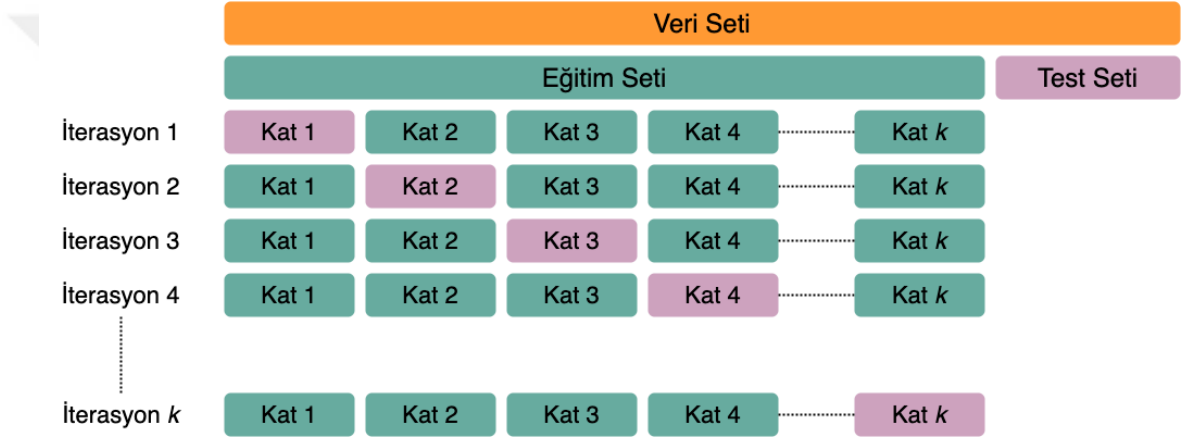 Veri Seti
Eğitim Seti Test Seti
İterasyon 1 Kat 1 Kat 2 Kat 3 Kat 4 Kat k
İterasyon 2 Kat 1 Kat 2 Kat 3 Kat 4 Kat k
İterasyon 3 Kat 1 Kat 2 Kat 3 Kat 4 Kat k
İterasyon 4 Kat 1 Kat 2 Kat 3 Kat 4 Kat k
İterasyon k Kat 1 Kat 2 Kat 3 Kat 4 Kat k